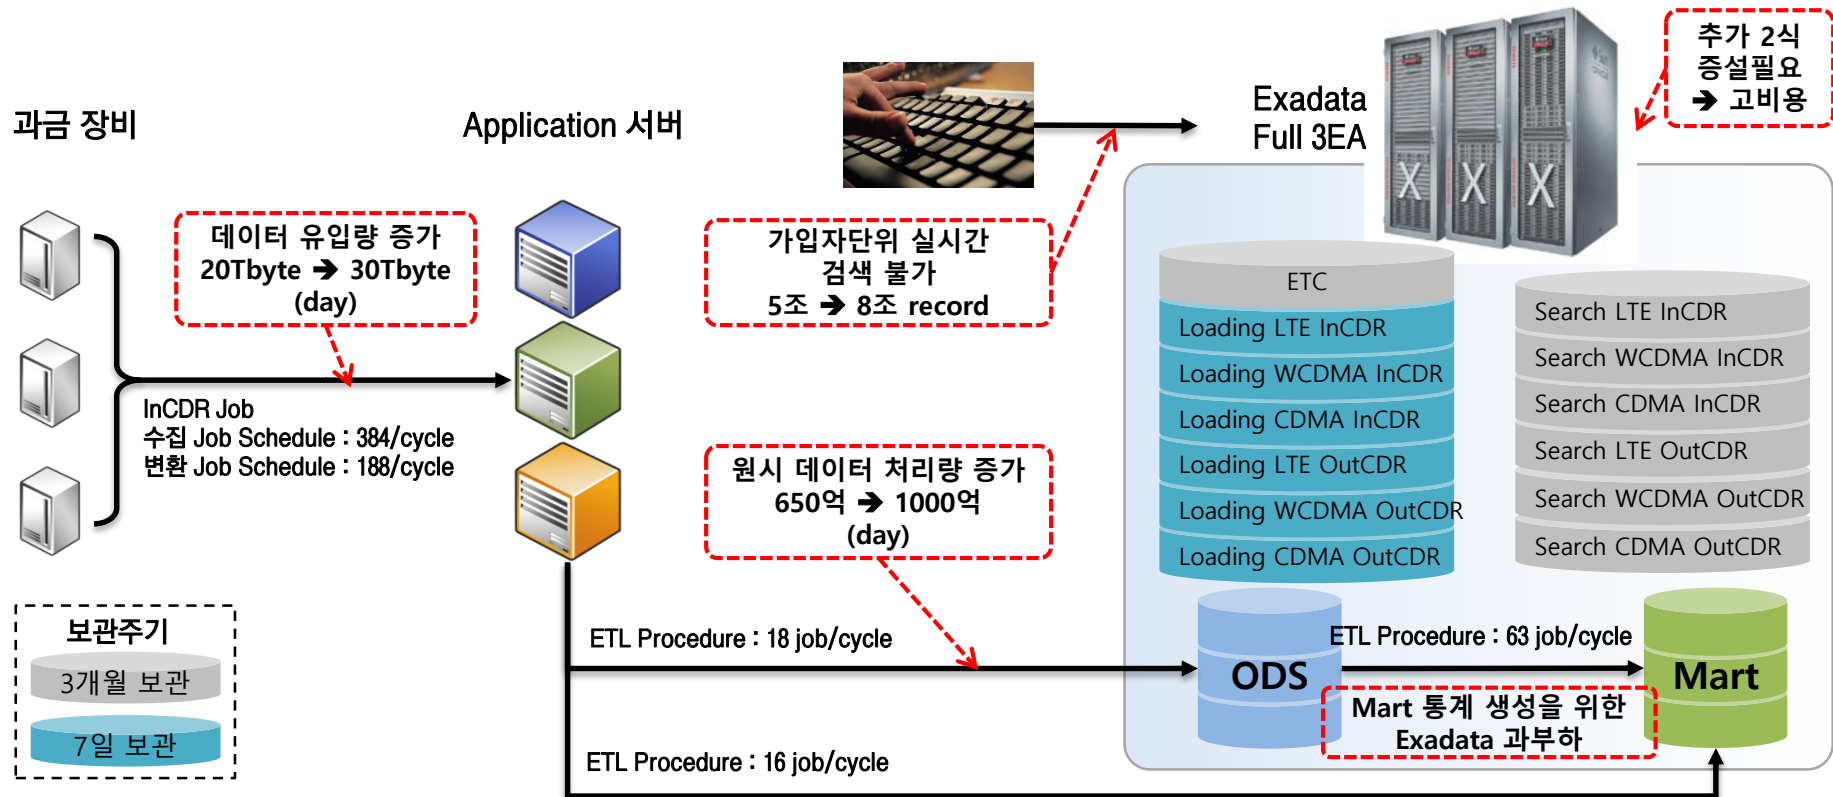 추가 2식
증설필요
➔ 고비용
과금 장비
Application 서버
Exadata
Full 3EA
데이터 유입량 증가
20Tbyte ➔ 30Tbyte
(day)
가입자단위 실시간
검색 불가
5조 ➔ 8조 record
ETC
Loading LTE InCDR
Loading WCDMA InCDR
Loading CDMA InCDR
Loading LTE OutCDR
Loading WCDMA OutCDR
Loading CDMA OutCDR
Search LTE InCDR
Search WCDMA InCDR
Search CDMA InCDR
Search LTE OutCDR
Search WCDMA OutCDR
Search CDMA OutCDR
InCDR Job
수집 Job Schedule : 384/cycle
변환 Job Schedule : 188/cycle
원시 데이터 처리량 증가
650억 ➔ 1000억
(day)
보관주기
3개월 보관
7일 보관
ETL Procedure : 18 job/cycle
ETL Procedure : 63 job/cycle
ODS
Mart
Mart 통계 생성을 위한
Exadata 과부하
ETL Procedure : 16 job/cycle
X
X
X